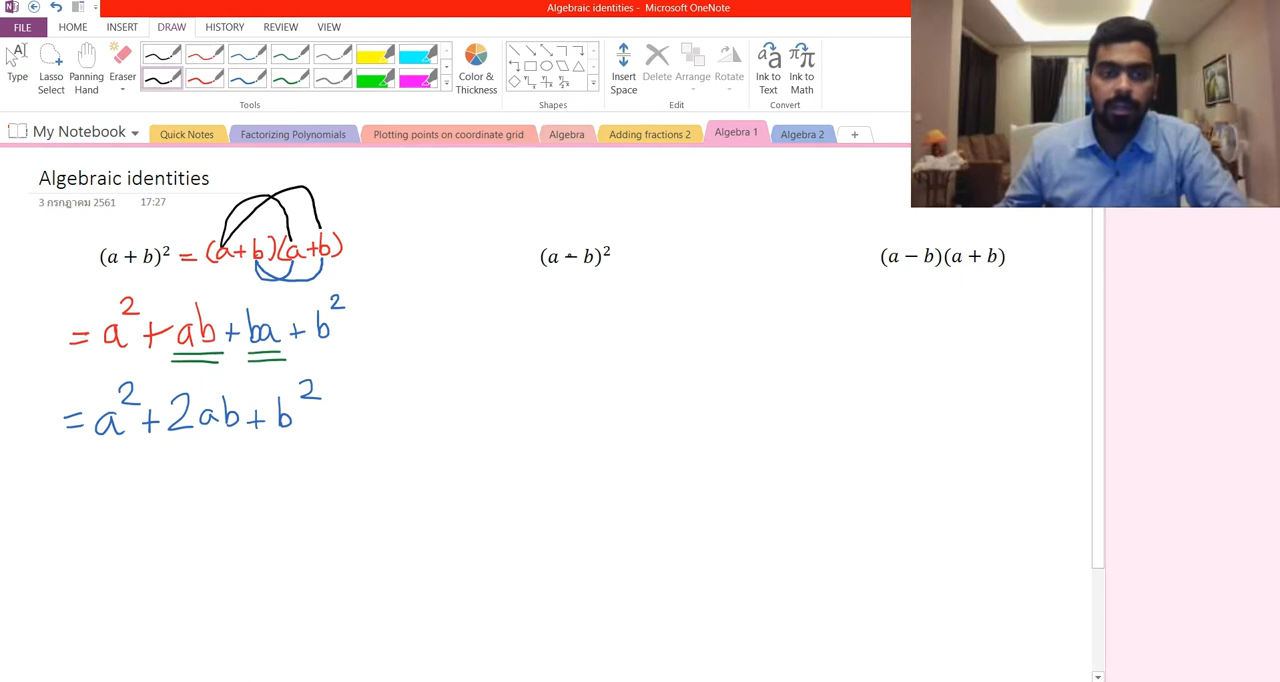 Algebraic identities - Microsoft OneNote
FILE HOME INSERT DRAW HISTORY REVIEW VIEW
Type Lasso Select Panning Hand Eraser Color & Thickness Insert Space Delete Arrange Rotate Ink to Text Ink to Math
Tools Shapes Edit Convert
My Notebook Quick Notes Factorizing Polynomials Plotting points on coordinate grid Algebra Adding fractions 2 Algebra 1 Algebra 2 +
Algebraic identities
3 กรกฎาคม 2561 17:27
(a + b)² = (a+b)(a+b) (a − b)² (a − b)(a + b)
= a² + ab + ba + b²
= a² + 2ab + b²